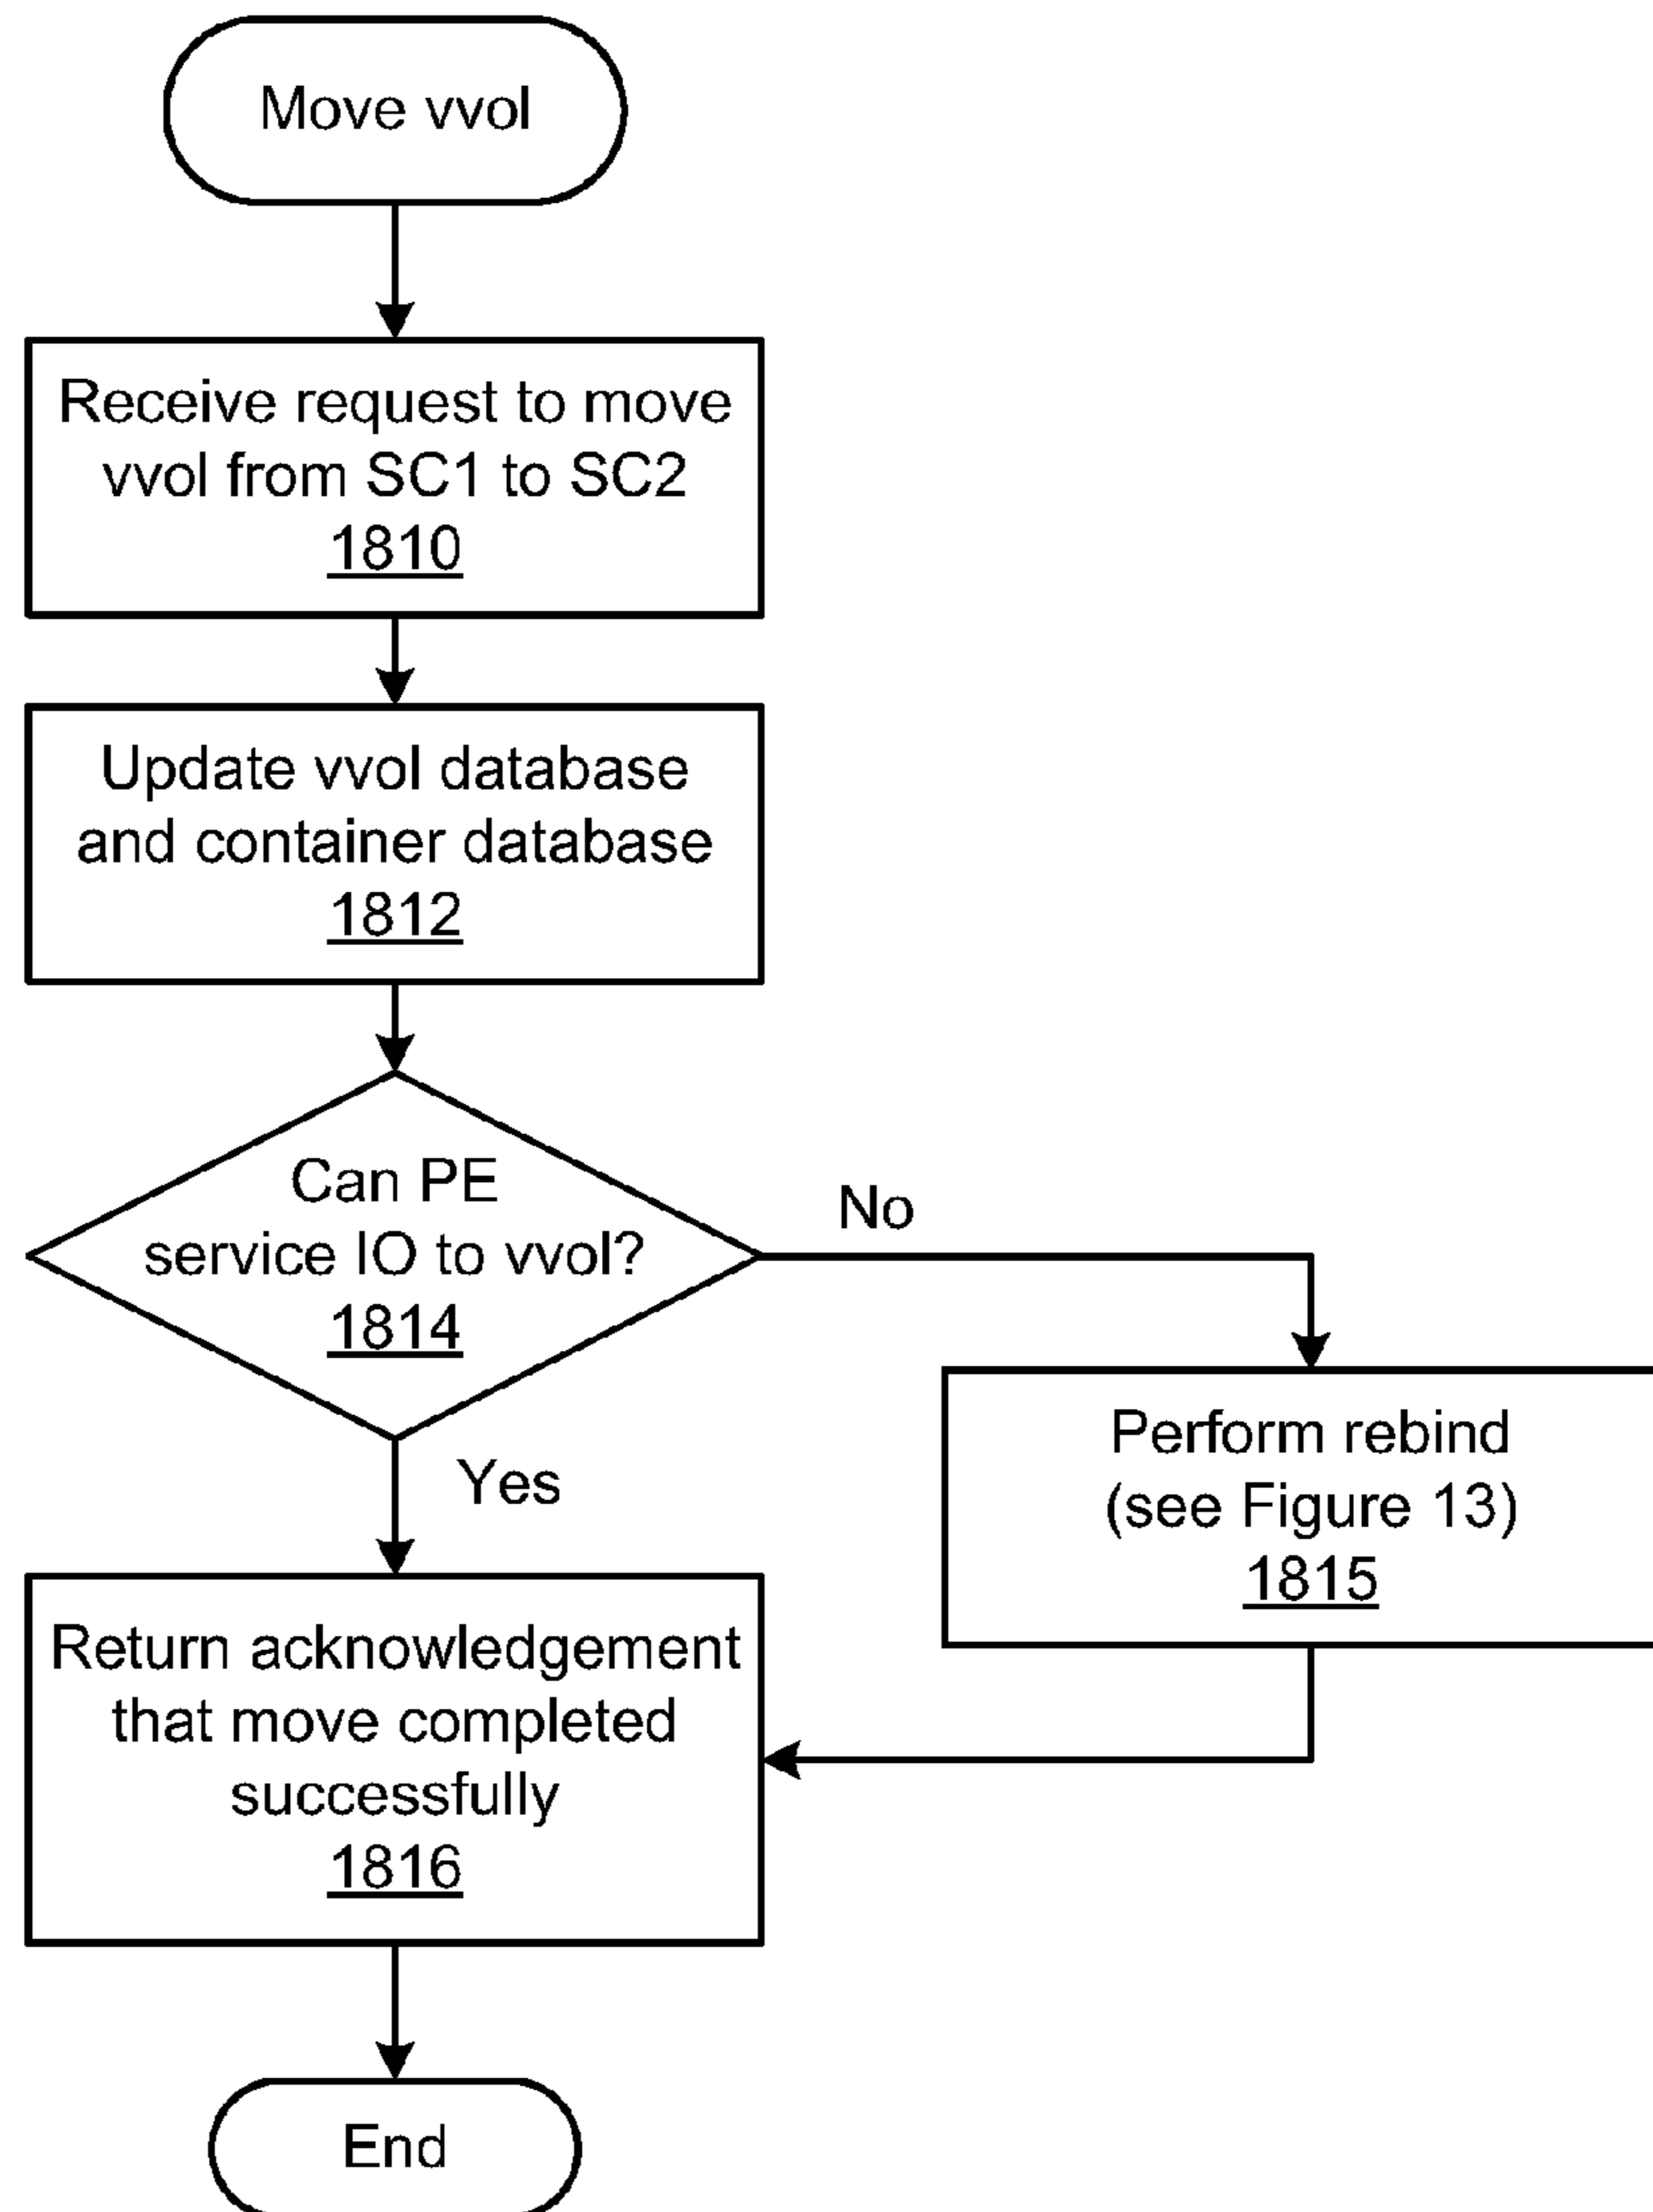 Move vvol
Receive request to move
vvol from SC1 to SC2
1810
Update vvol database
and container database
1812
Can PE
service IO to vvol?
1814
No
Yes
Perform rebind
(see Figure 13)
1815
Return acknowledgement
that move completed
successfully
1816
End